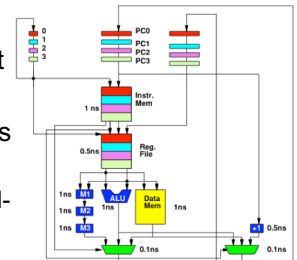 0
1
2
3
PC0
PC1
PC2
PC3
t
Instr.
Mem
1 ns
s
0.5ns
Reg.
File
l-
1ns
M1
ALU
Data
Mem
1ns
M2
1ns
1ns
M3
1ns
+1
0.5ns
0.1ns
0.1ns